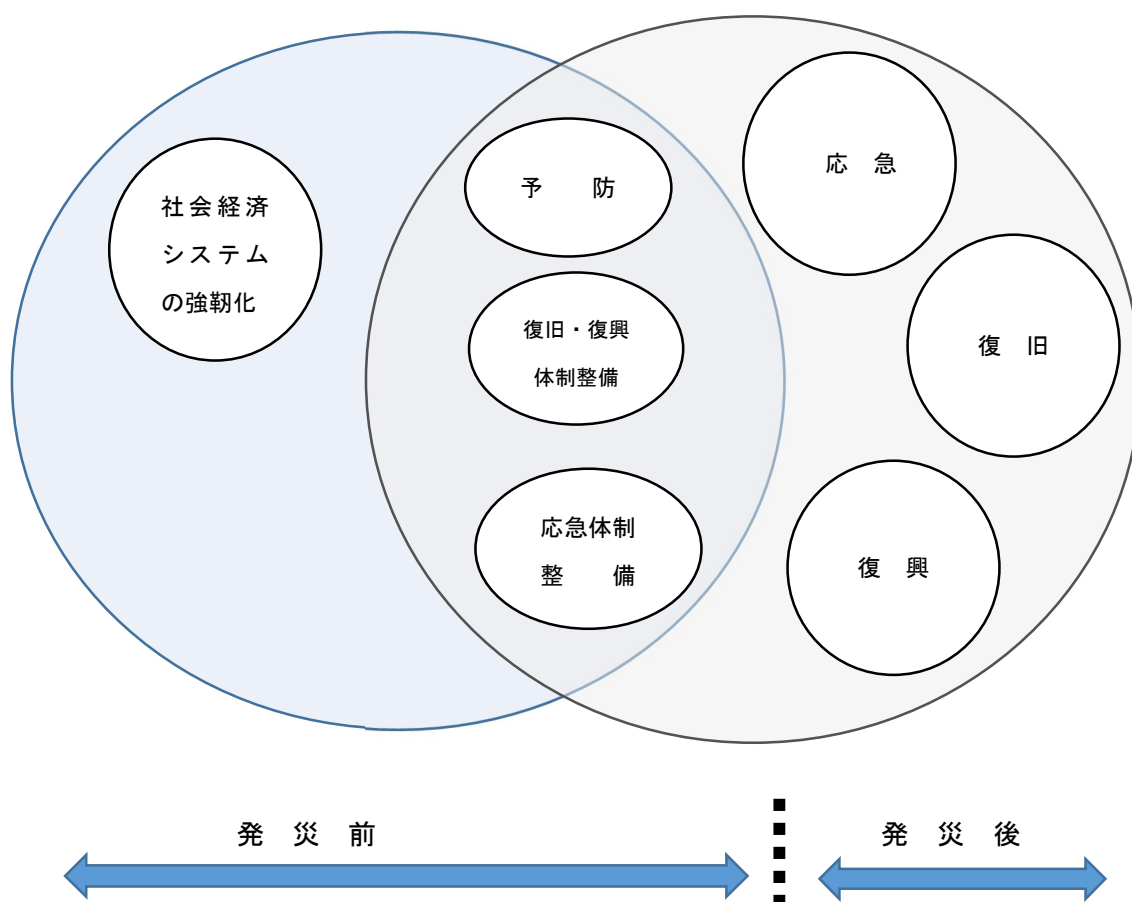 社会経済
システム
の強靭化
予　　防
復旧・復興
体制整備
応急体制
整　　備
応　急
復　旧
復　興
発　災　前
発　災　後